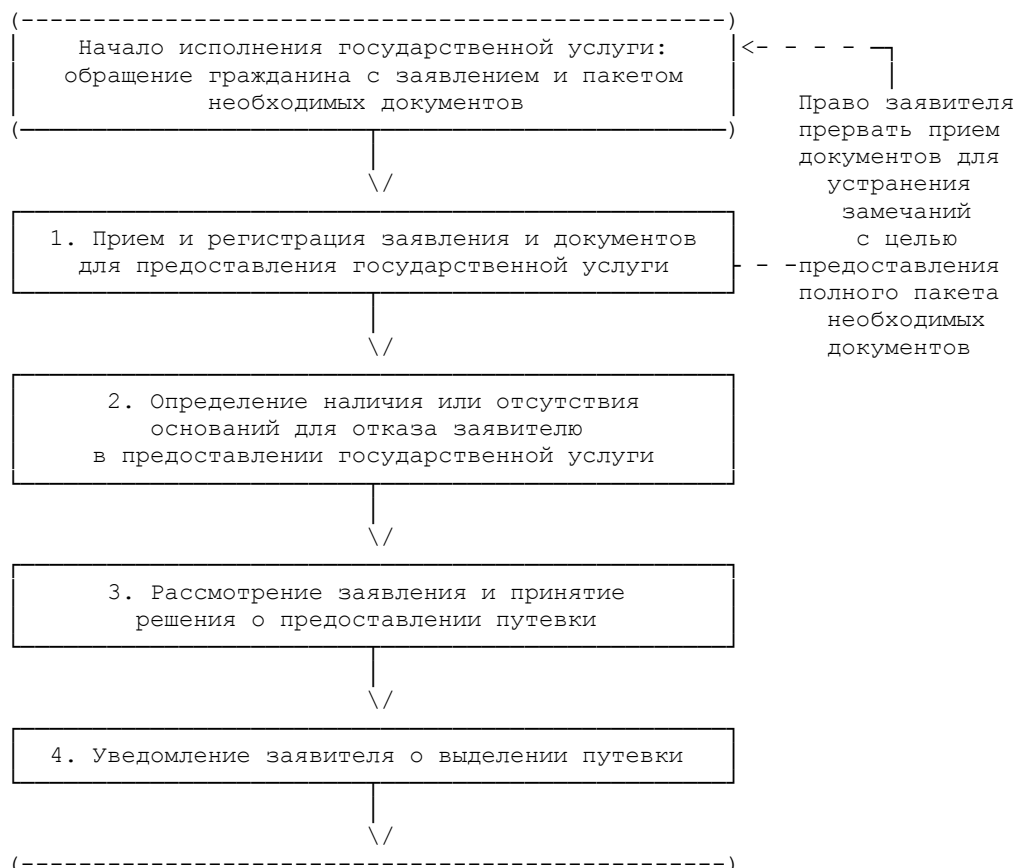 Начало исполнения государственной услуги:
обращение гражданина с заявлением и пакетом
необходимых документов
Право заявителя
прервать прием
документов для
устранения
замечаний
с целью
предоставления
полного пакета
необходимых
документов
1. Прием и регистрация заявления и документов
для предоставления государственной услуги
2. Определение наличия или отсутствия
оснований для отказа заявителю
в предоставлении государственной услуги
3. Рассмотрение заявления и принятие
решения о предоставлении путевки
4. Уведомление заявителя о выделении путевки